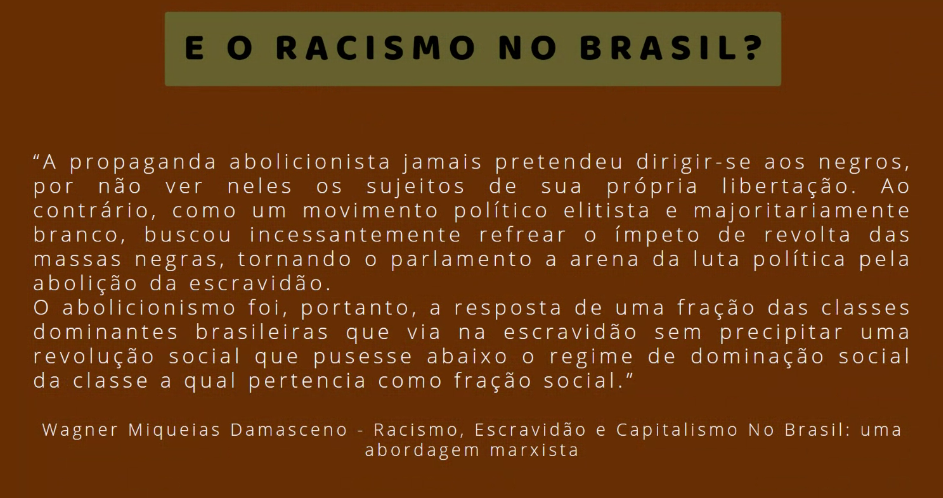 E O RACISMO NO BRASIL?
“A propaganda abolicionista jamais pretendeu dirigir-se aos negros,
por não ver neles os sujeitos de sua própria libertação. Ao
contrário, como um movimento político elitista e majoritariamente
branco, buscou incessantemente refrear o ímpeto de revolta das
massas negras, tornando o parlamento a arena da luta política pela
abolição da escravidão.
O abolicionismo foi, portanto, a resposta de uma fração das classes
dominantes brasileiras que via na escravidão sem precipitar uma
revolução social que pusesse abaixo o regime de dominação social
da classe a qual pertencia como fração social.”
Wagner Miqueias Damasceno - Racismo, Escravidão e Capitalismo No Brasil: uma
abordagem marxista